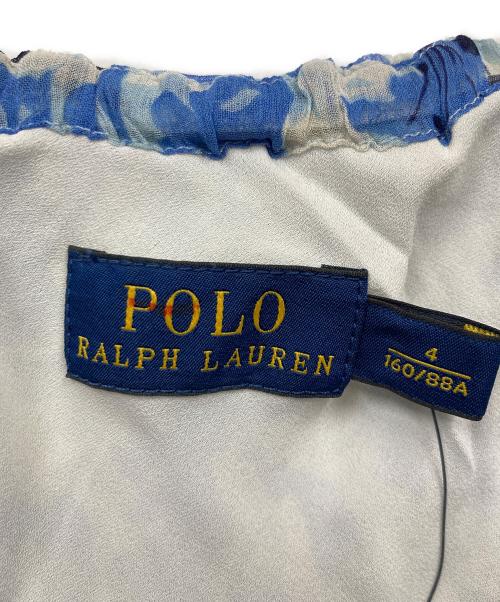 POLO
RALPH LAUREN
4
160/88A